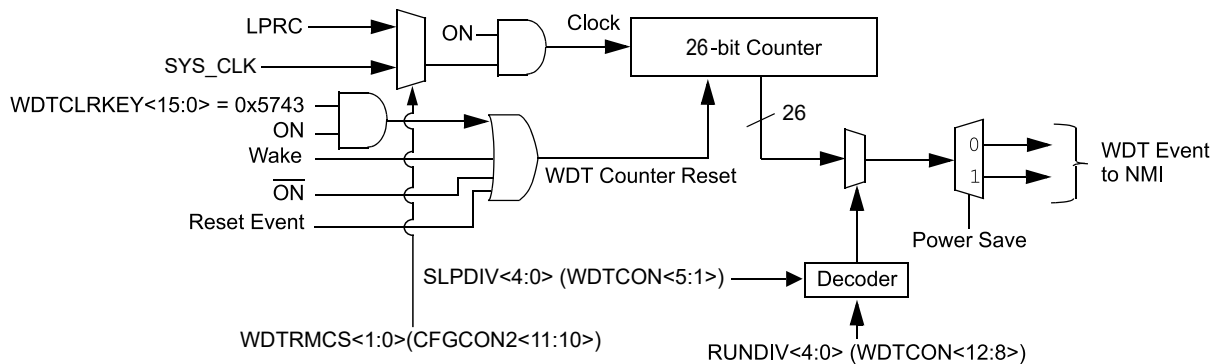 LPRC
ON
Clock
26-bit Counter
SYS_CLK
WDTCLRKEY<15:0> = 0x5743
ON
26
Wake
WDT Counter Reset
0
1
WDT Event
to NMI
O̅N̅
Reset Event
Power Save
SLPDIV<4:0> (WDTCON<5:1>)
Decoder
WDTRMCS<1:0>(CFGCON2<11:10>)
RUNDIV<4:0> (WDTCON<12:8>)